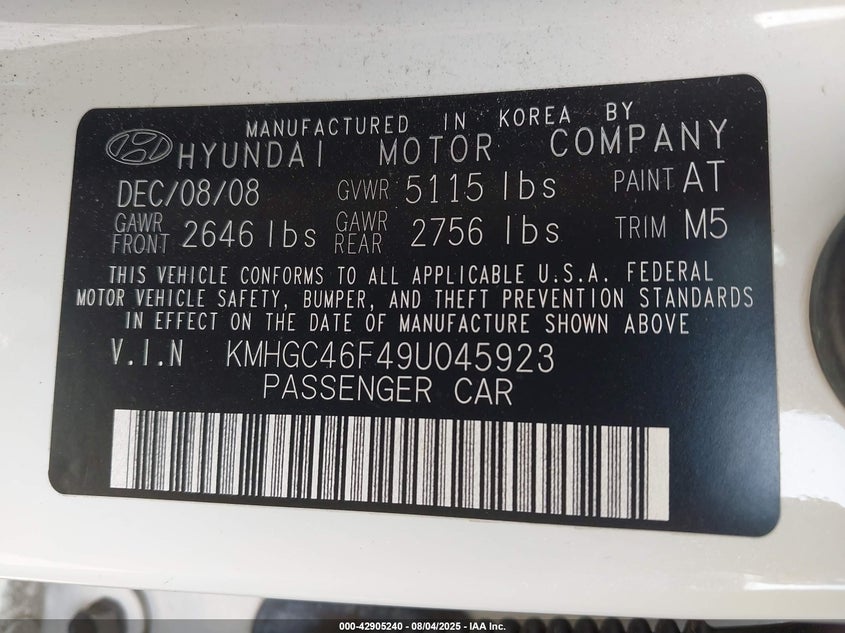 MANUFACTURED IN KOREA BY
HYUNDAI MOTOR COMPANY
DEC/08/08 GVWR 5115 lbs PAINT AT
GAWR FRONT 2646 lbs GAWR REAR 2756 lbs TRIM M5
THIS VEHICLE CONFORMS TO ALL APPLICABLE U.S.A. FEDERAL
MOTOR VEHICLE SAFETY, BUMPER, AND THEFT PREVENTION STANDARDS
IN EFFECT ON THE DATE OF MANUFACTURE SHOWN ABOVE
V.I.N KMHGC46F49U045923
PASSENGER CAR
000-42905240 - 08/04/2025 - IAA Inc.